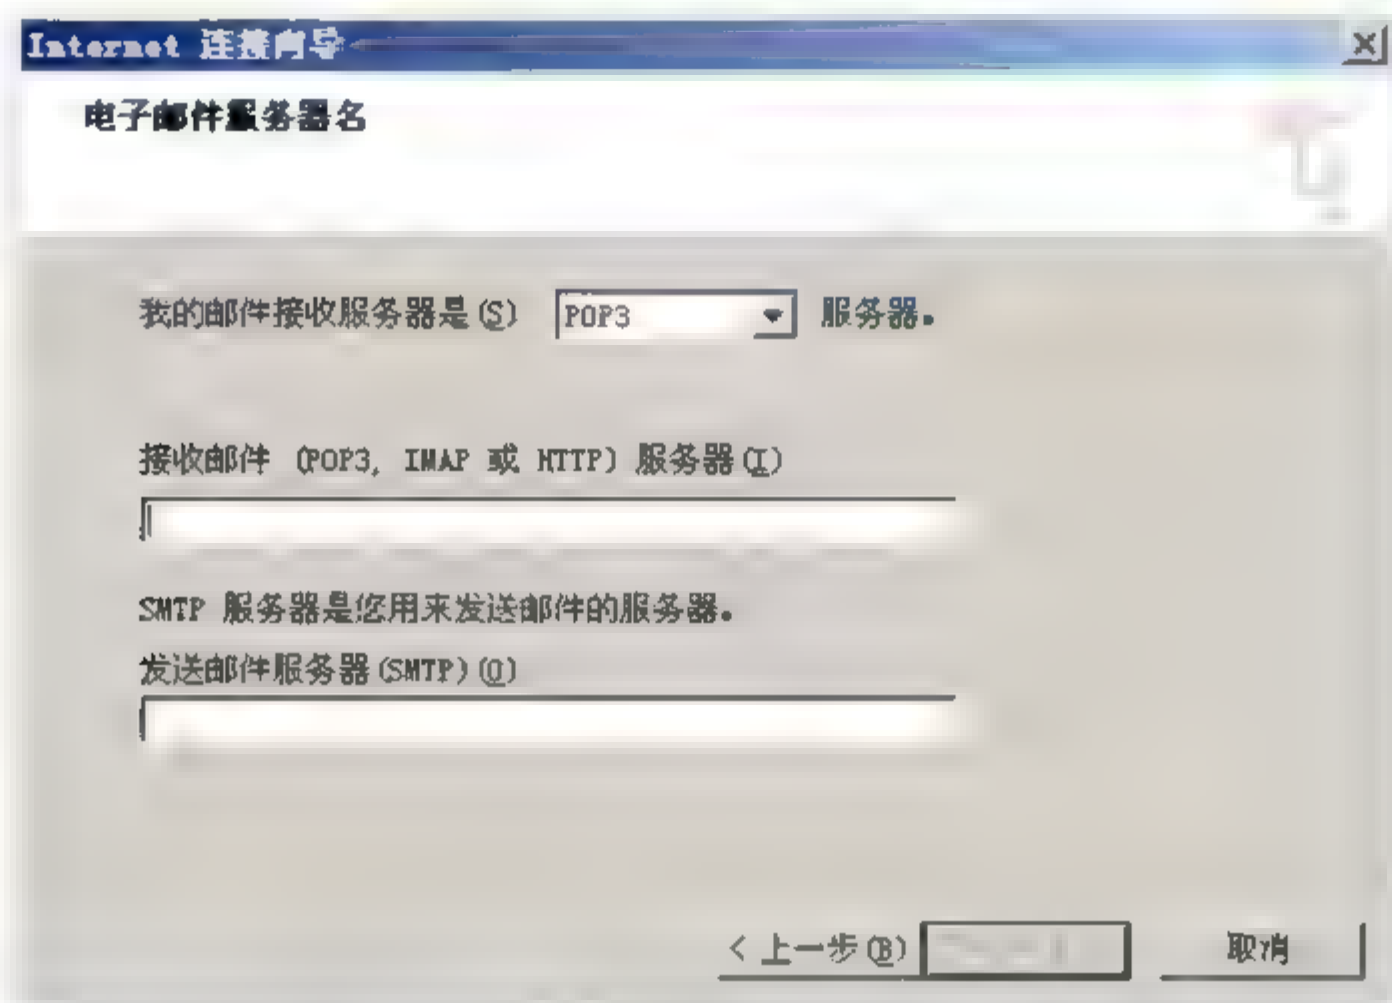 Internet 连接向导
电子邮件服务器名
我的邮件接收服务器是(S) POP3 服务器。
接收邮件 (POP3, IMAP 或 HTTP) 服务器(I)
SMTP 服务器是您用来发送邮件的服务器。
发送邮件服务器(SMTP)(O)
< 上一步(B) 取消